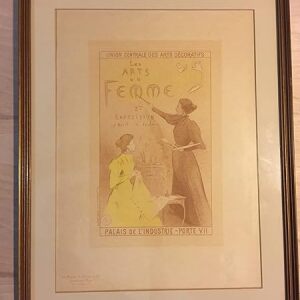 UNION CENTRALE DES ARTS DÉCORATIFS
Les
ARTS
de la
FEMME
EXPOSITION
PALAIS DE L'INDUSTRIE - PORTE VII